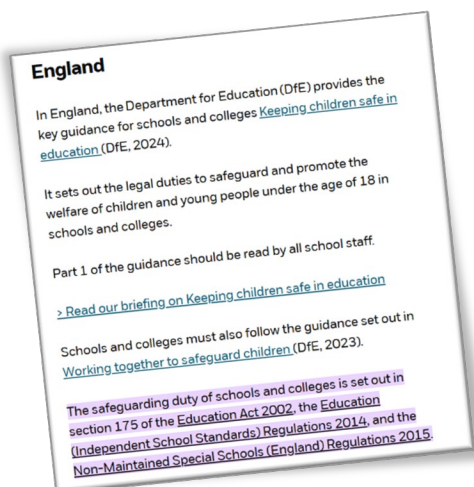 England
In England, the Department for Education (DfE) provides the
key guidance for schools and colleges Keeping children safe in
education (DfE, 2024).
It sets out the legal duties to safeguard and promote the
welfare of children and young people under the age of 18 in
schools and colleges.
Part 1 of the guidance should be read by all school staff.
> Read our briefing on Keeping children safe in education
Schools and colleges must also follow the guidance set out in
Working together to safeguard children (DfE, 2023).
The safeguarding duty of schools and colleges is set out in
section 175 of the Education Act 2002, the Education
(Independent School Standards) Regulations 2014, and the
Non-Maintained Special Schools (England) Regulations 2015.